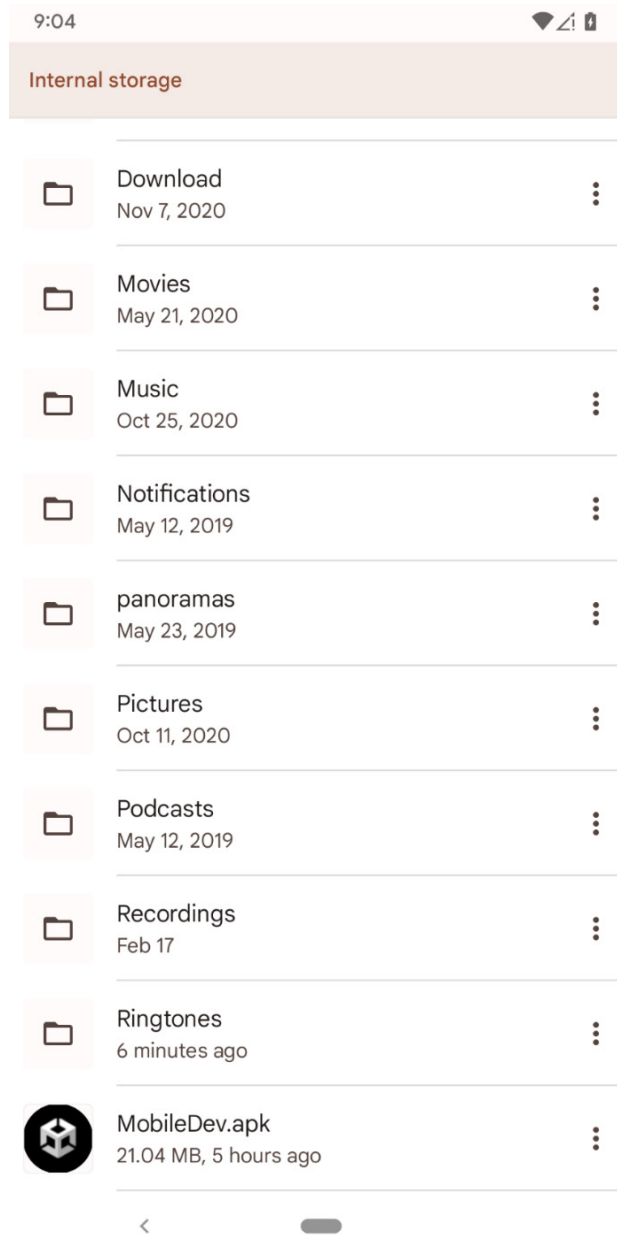 9:04
Internal storage
Download
Nov 7, 2020
Movies
May 21, 2020
Music
Oct 25, 2020
Notifications
May 12, 2019
panoramas
May 23, 2019
Pictures
Oct 11, 2020
Podcasts
May 12, 2019
Recordings
Feb 17
Ringtones
6 minutes ago
MobileDev.apk
21.04 MB, 5 hours ago